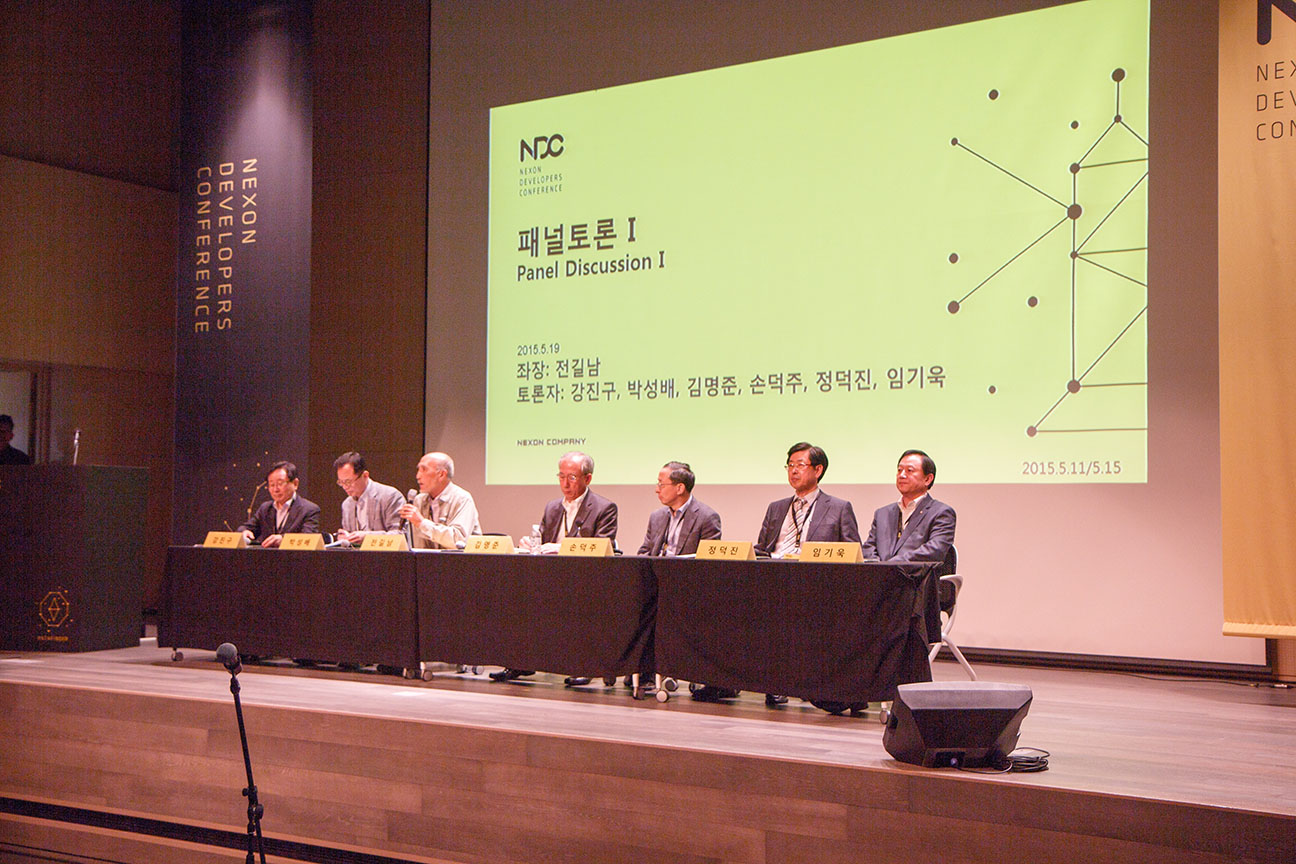 NEXON
DEVELOPERS
CONFERENCE
NDC
NEXON
DEVELOPERS
CONFERENCE
패널토론 I
Panel Discussion I
2015.5.19
좌장: 전길남
토론자: 강진구, 박성배, 김명준, 손덕주, 정덕진, 임기욱
NEXON COMPANY
2015.5.11/5.15
강진구
박성배
전길남
김명준
손덕주
정덕진
임기욱